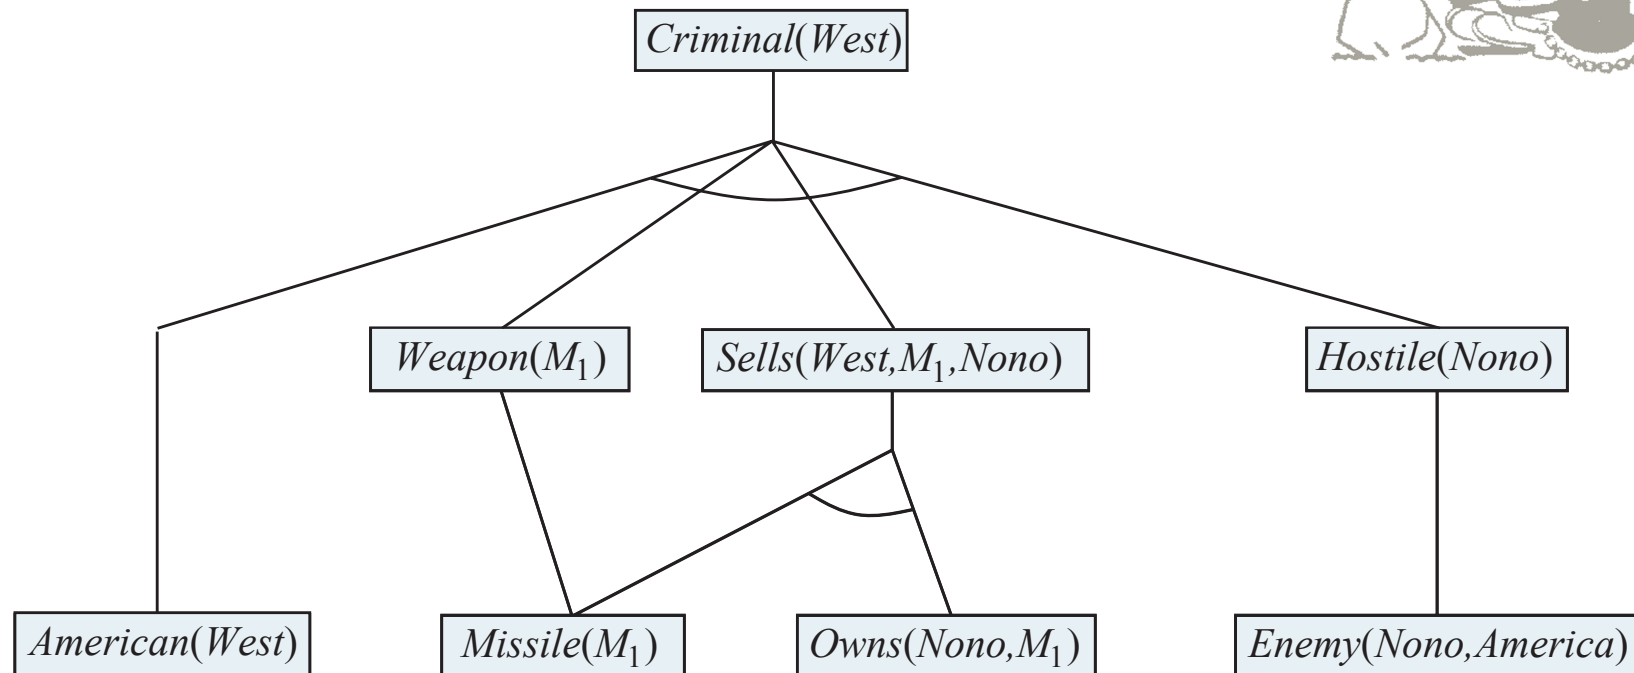 Criminal(West)
Weapon(M₁)
Sells(West,M₁,Nono)
Hostile(Nono)
American(West)
Missile(M₁)
Owns(Nono,M₁)
Enemy(Nono,America)